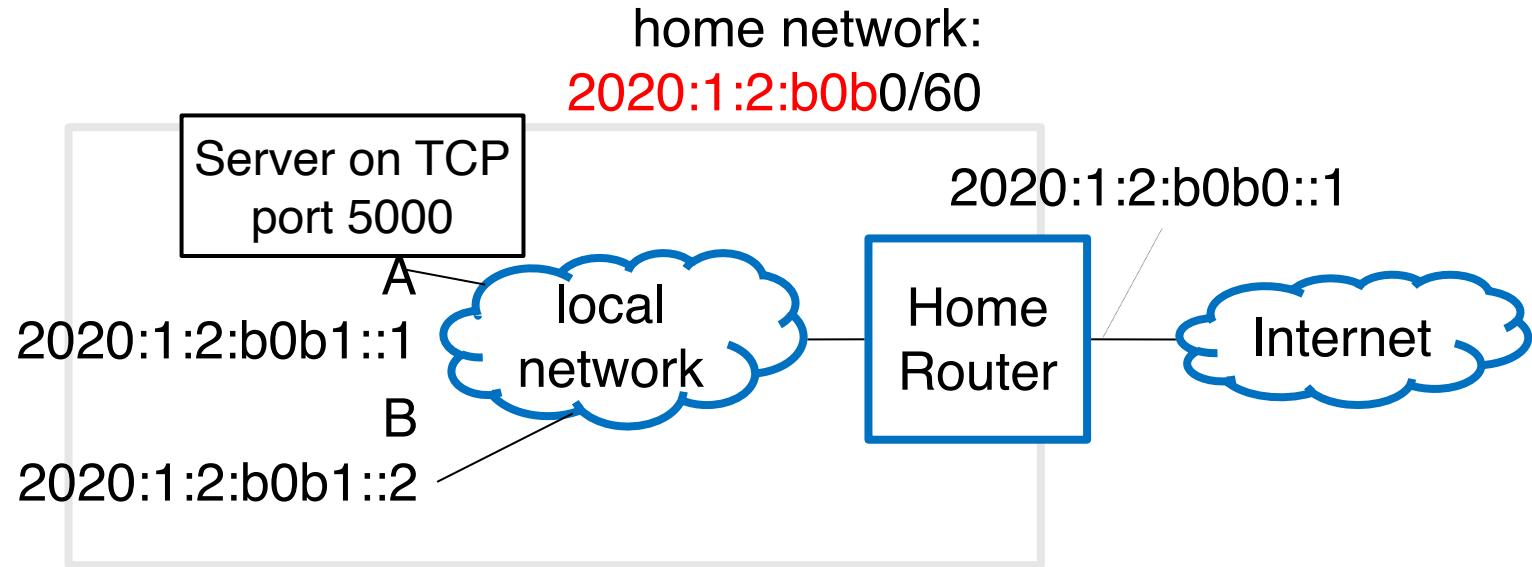 home network:
2020:1:2:b0b0/60
Server on TCP
port 5000
2020:1:2:b0b0::1
A
2020:1:2:b0b1::1
B
2020:1:2:b0b1::2
local
network
Home
Router
Internet